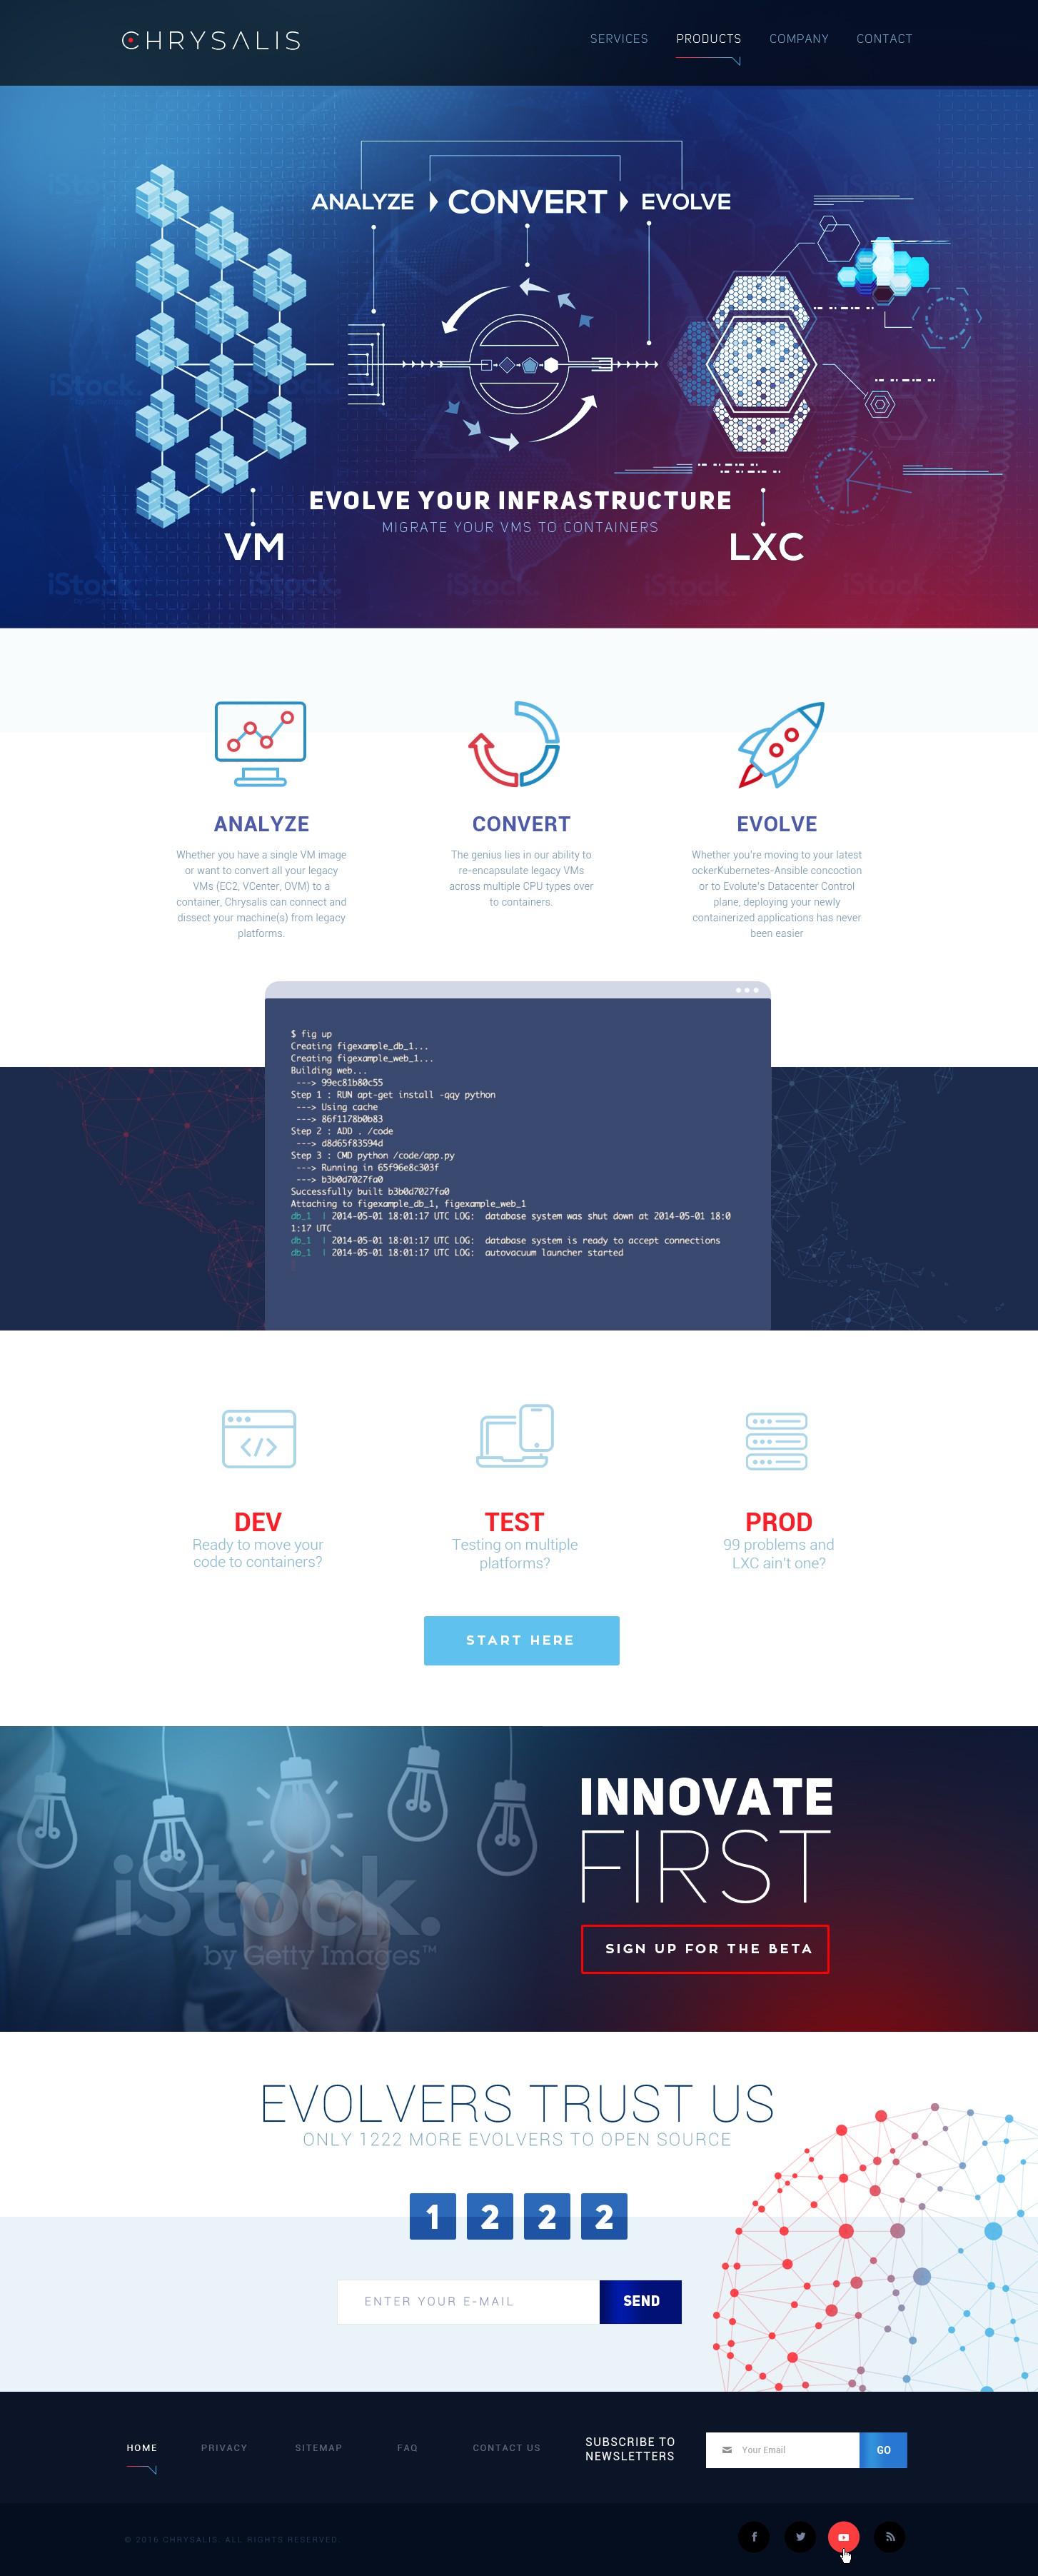 CHRYSALIS
SERVICES PRODUCTS COMPANY CONTACT
ANALYZE CONVERT EVOLVE
EVOLVE YOUR INFRASTRUCTURE
MIGRATE YOUR VMS TO CONTAINERS
VM LXC
iStock.
iStock.
iStock.
iStock.
iStock.
iStock.
ANALYZE
Whether you have a single VM image
or want to convert all your legacy
VMs (EC2, VCenter, OVM) to a
container, Chrysalis can connect and
dissect your machine(s) from legacy
platforms.
CONVERT
The genius lies in our ability to
re-encapsulate legacy VMs
across multiple CPU types over
to containers.
EVOLVE
Whether you're moving to your latest
ockerKubernetes-Ansible concoction
or to Evolute's Datacenter Control
plane, deploying your newly
containerized applications has never
been easier
$ fig up
Creating figexample_db_1...
Creating figexample_web_1...
Building web...
---> 99ec81b80c55
Step 1 : RUN apt-get install -qqy python
---> Using cache
---> 86f1178b0b83
Step 2 : ADD . /code
---> d8d65f83594d
Step 3 : CMD python /code/app.py
---> Running in 65f96e8c303f
---> b3b0d7027fa0
Successfully built b3b0d7027fa0
Attaching to figexample_db_1, figexample_web_1
db_1 | 2014-05-01 18:01:17 UTC LOG: database system was shut down at 2014-05-01 18:0
1:17 UTC
db_1 | 2014-05-01 18:01:17 UTC LOG: database system is ready to accept connections
db_1 | 2014-05-01 18:01:17 UTC LOG: autovacuum launcher started
DEV
Ready to move your
code to containers?
TEST
Testing on multiple
platforms?
PROD
99 problems and
LXC ain't one?
START HERE
iStock.
by Getty Images™
INNOVATE
FIRST
SIGN UP FOR THE BETA
EVOLVERS TRUST US
ONLY 1222 MORE EVOLVERS TO OPEN SOURCE
1 2 2 2
ENTER YOUR E-MAIL SEND
HOME PRIVACY SITEMAP FAQ CONTACT US
SUBSCRIBE TO
NEWSLETTERS
Your Email GO
© 2016 CHRYSALIS. ALL RIGHTS RESERVED.